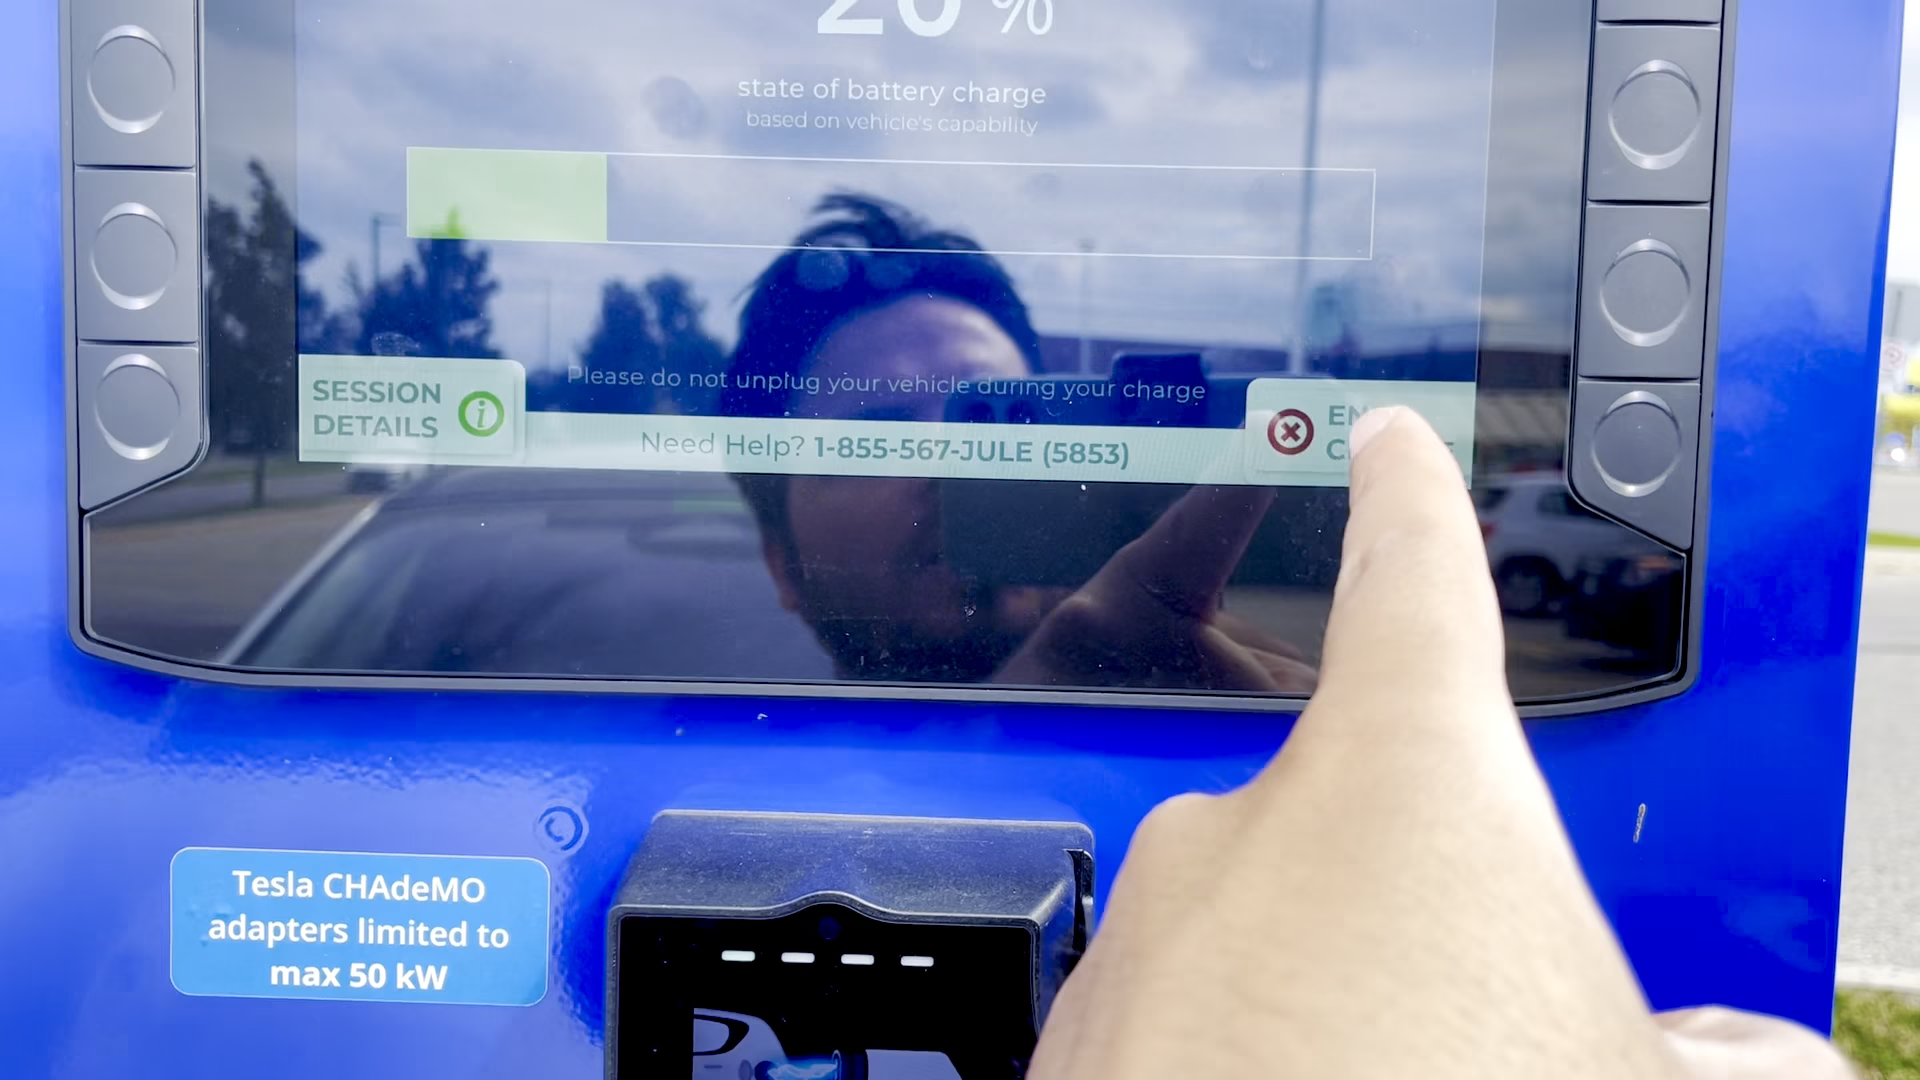 20 %
state of battery charge
based on vehicle's capability
Please do not unplug your vehicle during your charge
SESSION
DETAILS
Need Help? 1-855-567-JULE (5853)
Tesla CHAdeMO
adapters limited to
max 50 kW